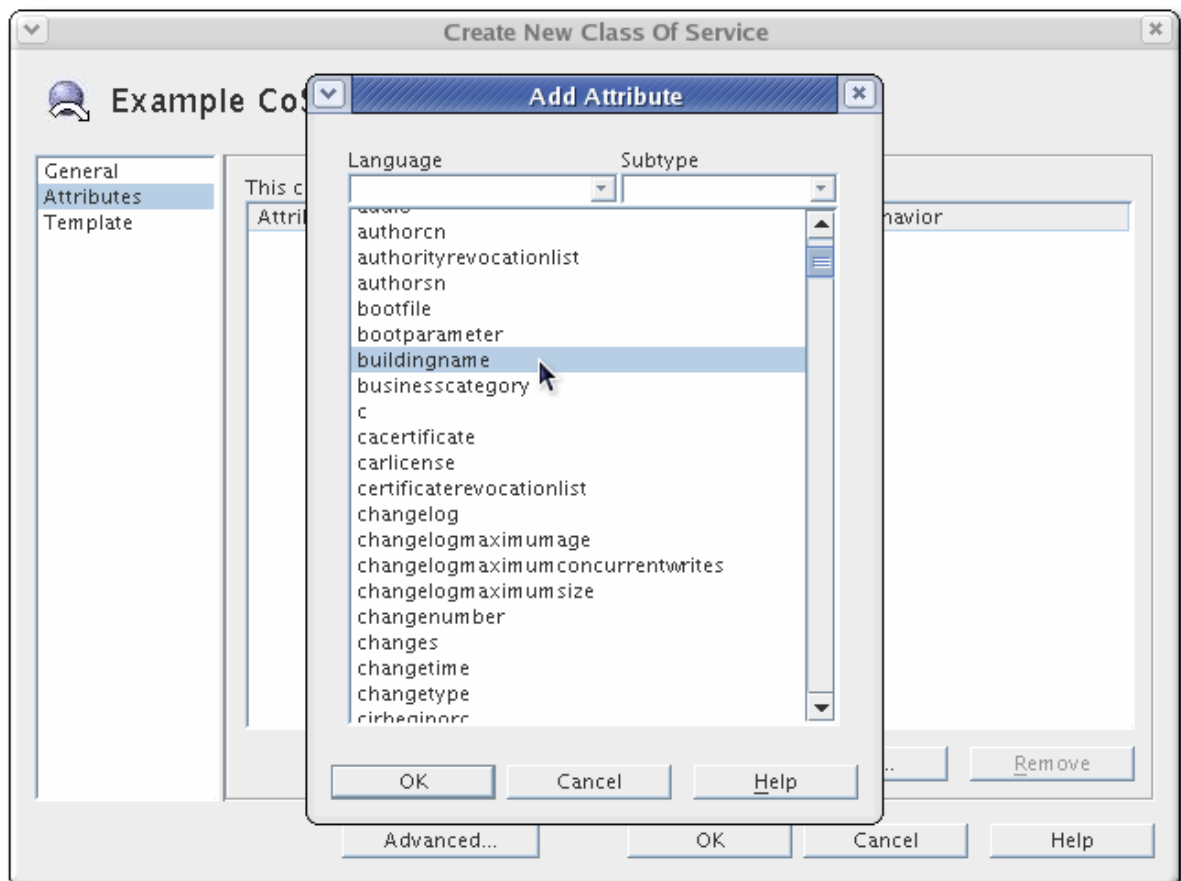 Create New Class Of Service
Example CoS
Add Attribute
General
Attributes
Template
This c
Attri
havior
Language
Subtype
audio
authorcn
authorityrevocationlist
authorsn
bootfile
bootparameter
buildingname
businesscategory
c
cacertificate
carlicense
certificaterevocationlist
changelog
changelogmaximumage
changelogmaximumconcurrentwrites
changelogmaximumsize
changenumber
changes
changetime
changetype
OK
Cancel
Help
...
Remove
Advanced...
OK
Cancel
Help